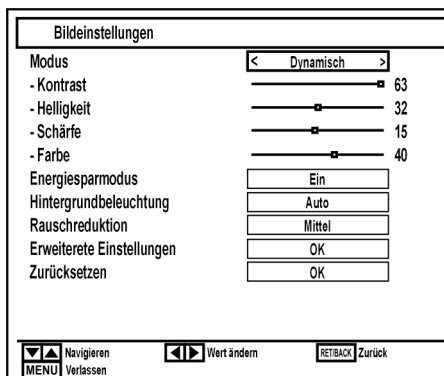 Bildeinstellungen
Modus < Dynamisch >
- Kontrast 63
- Helligkeit 32
- Schärfe 15
- Farbe 40
Energiesparmodus Ein
Hintergrundbeleuchtung Auto
Rauschreduktion Mittel
Erweiterete Einstellungen OK
Zurücksetzen OK
▼▲ Navigieren ◀▶ Wert ändern RET/BACK Zurück
MENU Verlassen